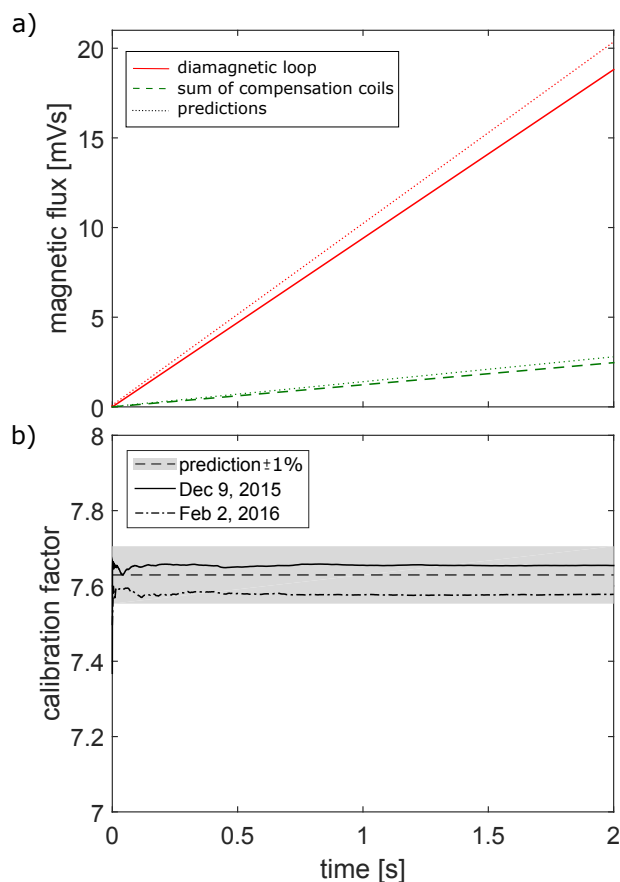 a)
magnetic flux [mVs]
20
15
10
5
0
diamagnetic loop
sum of compensation coils
predictions
b)
calibration factor
8
7.8
7.6
7.4
7.2
7
prediction±1%
Dec 9, 2015
Feb 2, 2016
0
0.5
1
1.5
2
time [s]